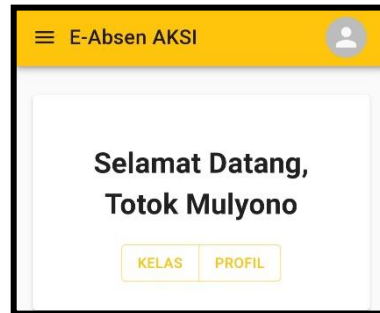 E-Absen AKSI
Selamat Datang,
Totok Mulyono
KELAS PROFIL